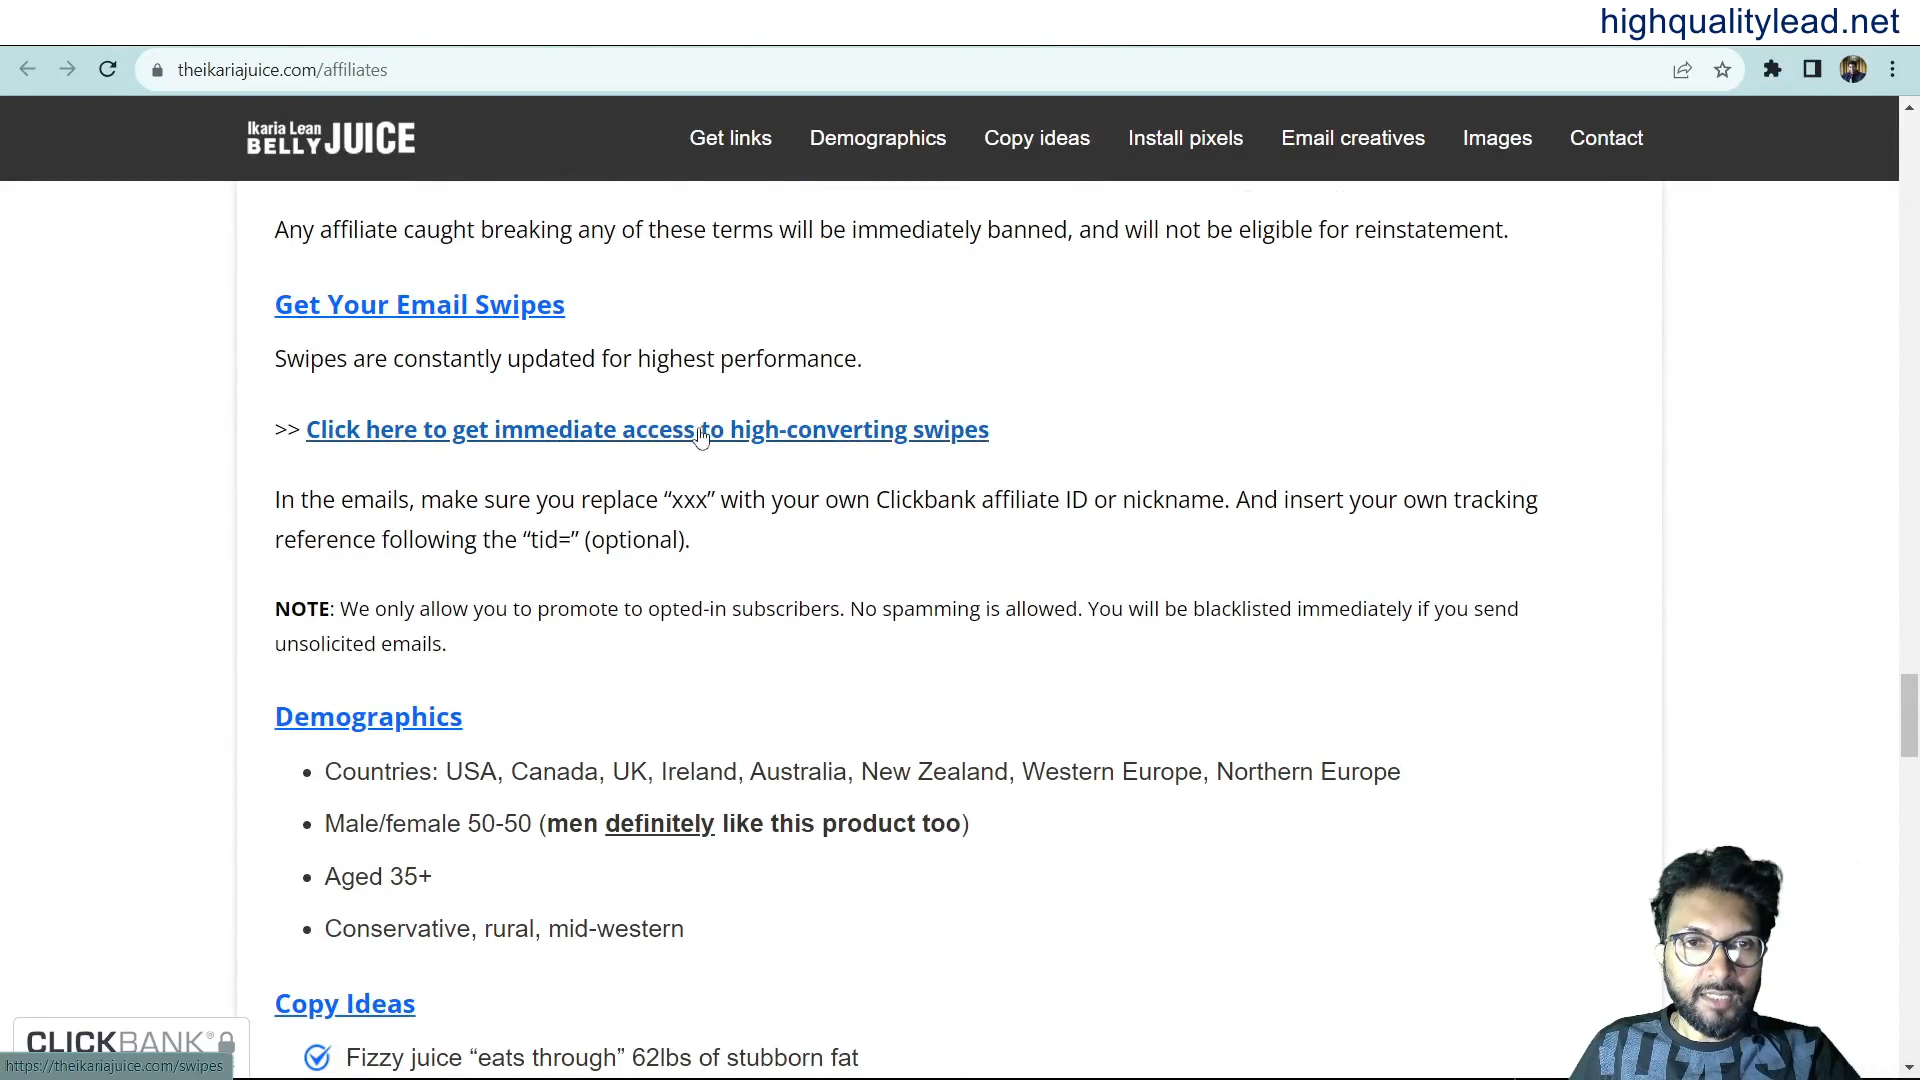 highqualitylead.net
theikariajuice.com/affiliates
Ikaria Lean
BELLY JUICE
Get links Demographics Copy ideas Install pixels Email creatives Images Contact
Any affiliate caught breaking any of these terms will be immediately banned, and will not be eligible for reinstatement.
Get Your Email Swipes
Swipes are constantly updated for highest performance.
>> Click here to get immediate access to high-converting swipes
In the emails, make sure you replace “xxx” with your own Clickbank affiliate ID or nickname. And insert your own tracking
reference following the “tid=” (optional).
NOTE: We only allow you to promote to opted-in subscribers. No spamming is allowed. You will be blacklisted immediately if you send
unsolicited emails.
Demographics
• Countries: USA, Canada, UK, Ireland, Australia, New Zealand, Western Europe, Northern Europe
• Male/female 50-50 (men definitely like this product too)
• Aged 35+
• Conservative, rural, mid-western
Copy Ideas
Fizzy juice “eats through” 62lbs of stubborn fat
CLICKBANK®
https://theikariajuice.com/swipes